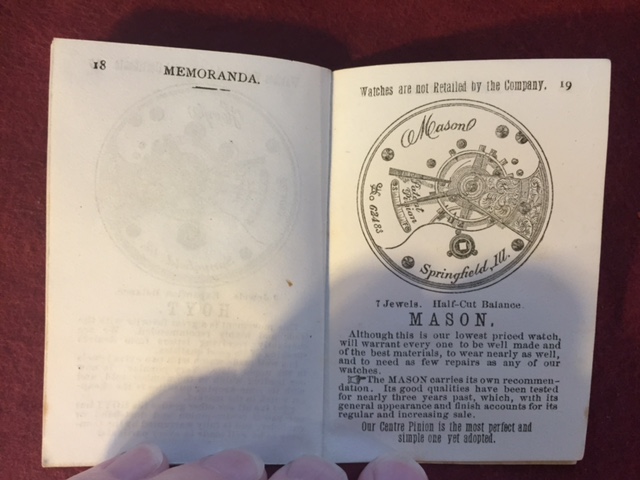 18
MEMORANDA.
HOYT
Watches are not Retailed by the Company. 19
Mason
Patent
Pinion
No 62483
Springfield, Ill.
7 Jewels. Half-Cut Balance.
MASON.
Although this is our lowest priced watch,
will warrant every one to be well made and
of the best materials, to wear nearly as well,
and to need as few repairs as any of our
watches.
☞The MASON carries its own recommen-
dation. Its good qualities have been tested
for nearly three years past, which, with its
general appearance and finish accounts for its
regular and increasing sale.
Our Centre Pinion is the most perfect and
simple one yet adopted.